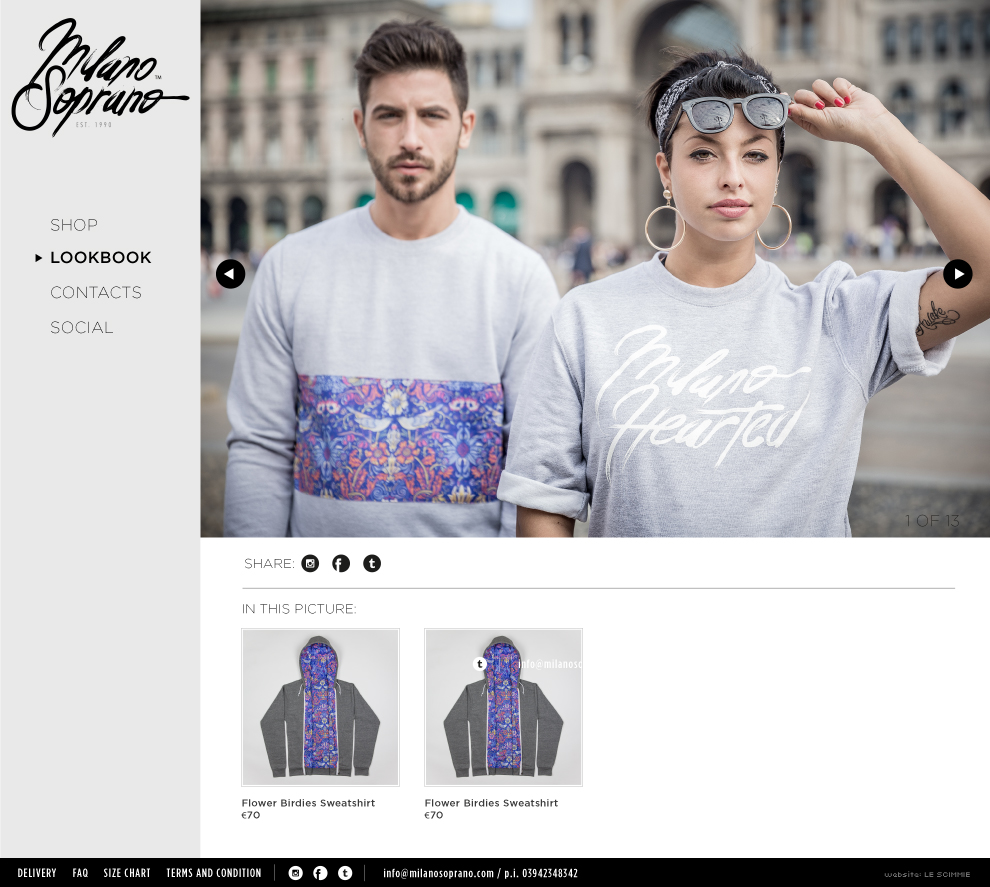 Milano
Soprano
™
EST. 1990
SHOP
LOOKBOOK
CONTACTS
SOCIAL
Milano
Hearted
1 OF 13
SHARE:
IN THIS PICTURE:
info@milanoso
Flower Birdies Sweatshirt
€70
Flower Birdies Sweatshirt
€70
DELIVERY FAQ SIZE CHART TERMS AND CONDITION info@milanosoprano.com / p.i. 03942348342 website: LE SCIMMIE